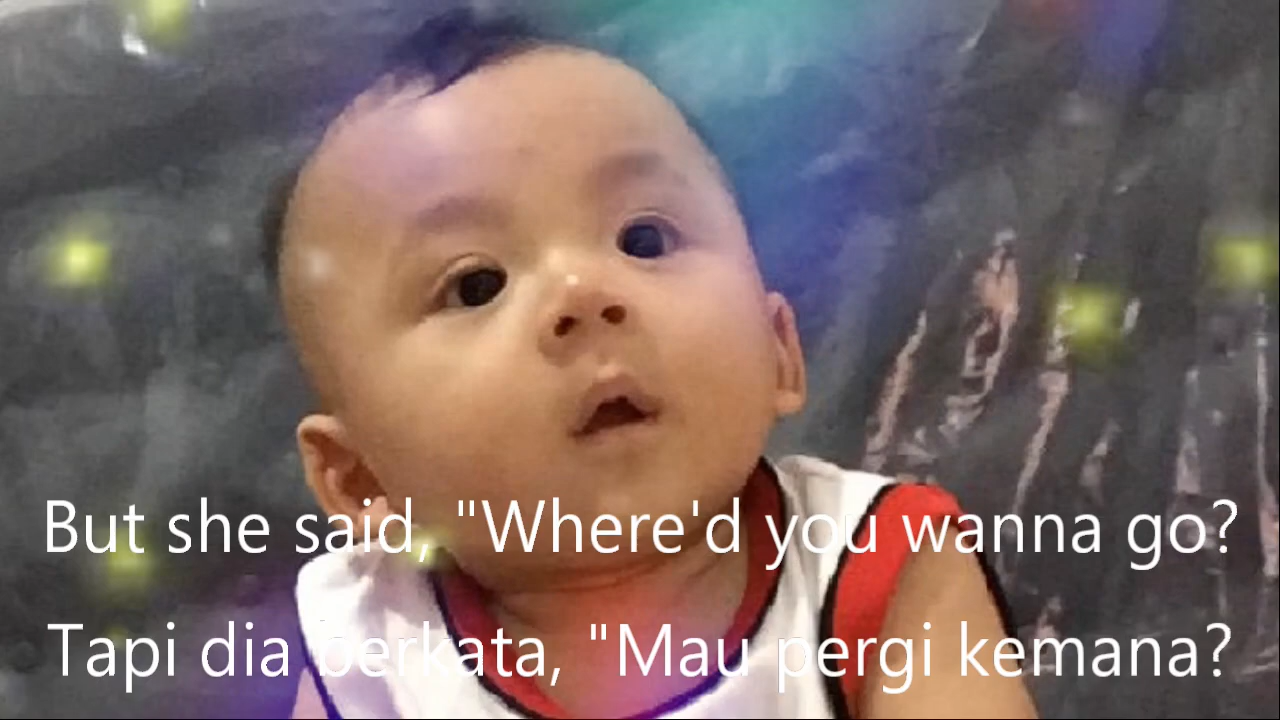 But she said, "Where'd you wanna go?
Tapi dia berkata, "Mau pergi kemana?